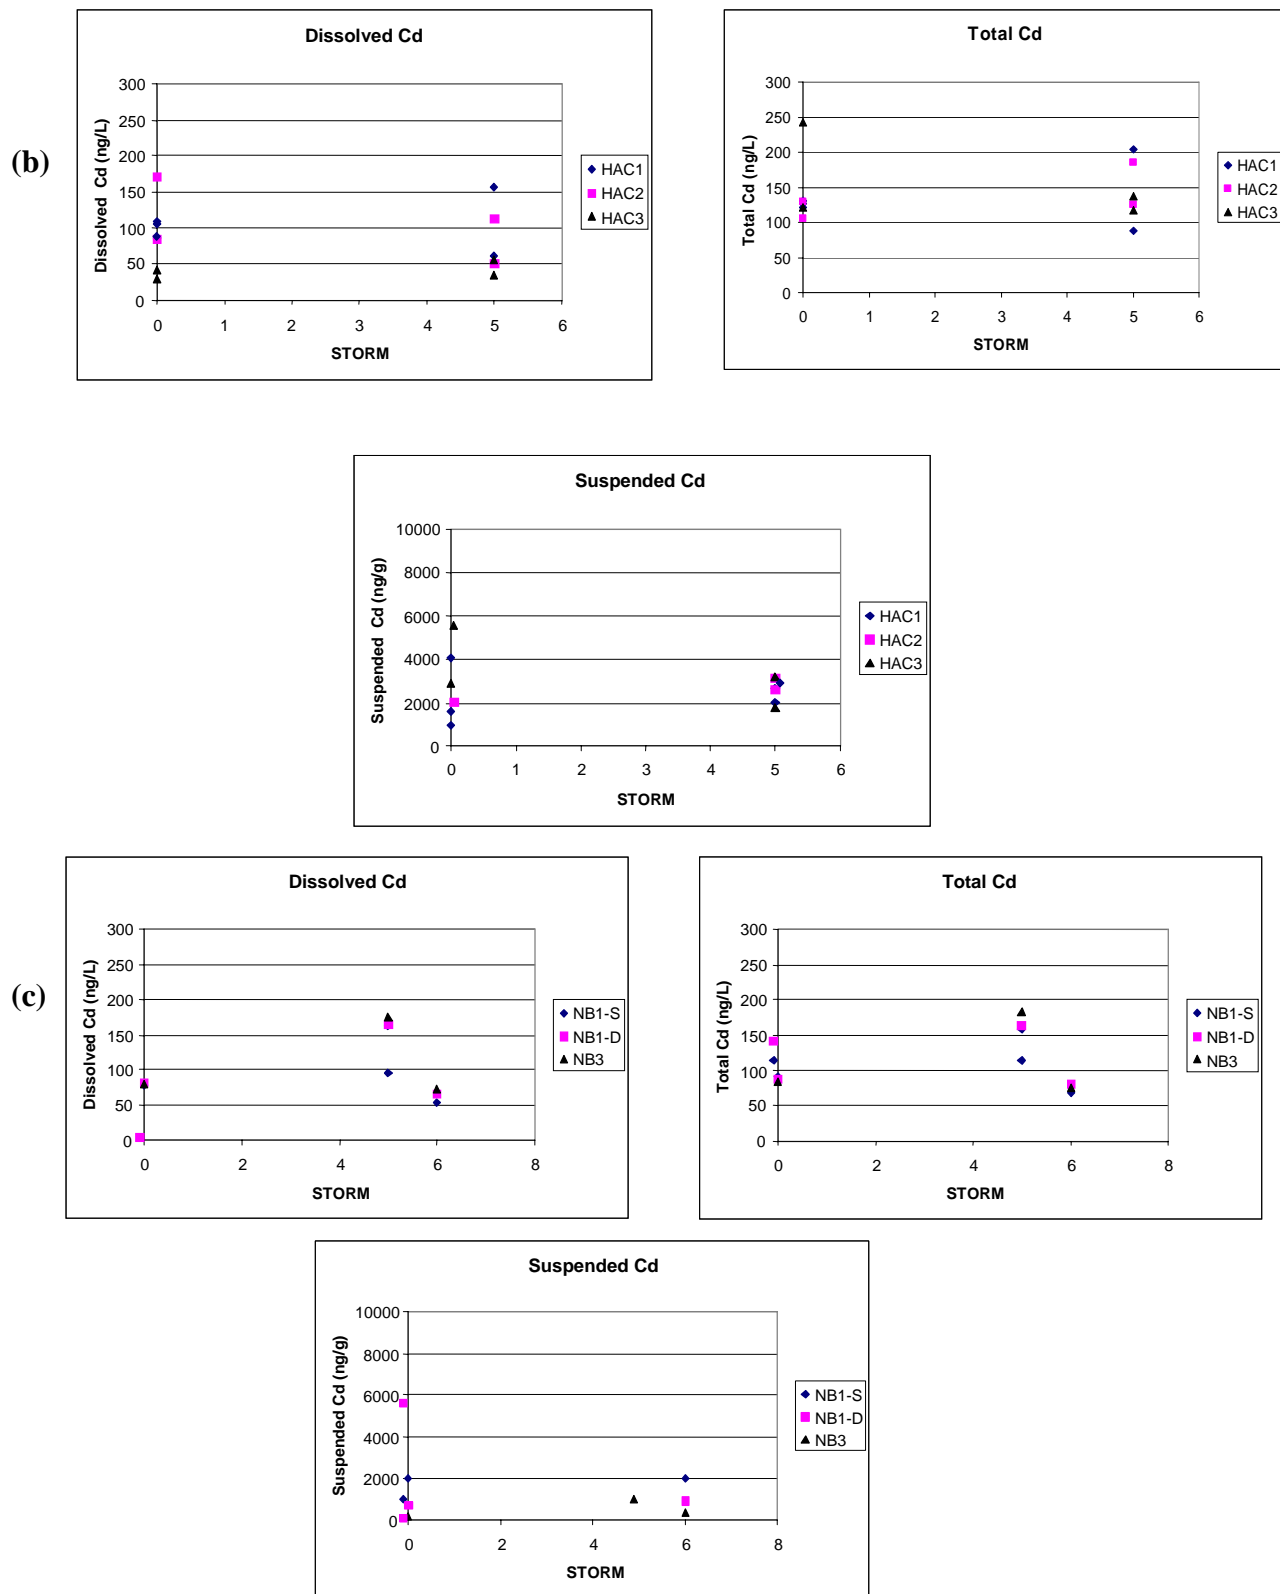 (b)
Dissolved Cd
Dissolved Cd (ng/L)
300
250
200
150
100
50
0
0 1 2 3 4 5 6
STORM
HAC1
HAC2
HAC3
Total Cd
Total Cd (ng/L)
300
250
200
150
100
50
0
0 1 2 3 4 5 6
STORM
HAC1
HAC2
HAC3
Suspended Cd
Suspended Cd (ng/g)
10000
8000
6000
4000
2000
0
0 1 2 3 4 5 6
STORM
HAC1
HAC2
HAC3
(c)
Dissolved Cd
Dissolved Cd (ng/L)
300
250
200
150
100
50
0
0 2 4 6 8
STORM
NB1-S
NB1-D
NB3
Total Cd
Total Cd (ng/L)
300
250
200
150
100
50
0
0 2 4 6 8
STORM
NB1-S
NB1-D
NB3
Suspended Cd
Suspended Cd (ng/g)
10000
8000
6000
4000
2000
0
0 2 4 6 8
STORM
NB1-S
NB1-D
NB3